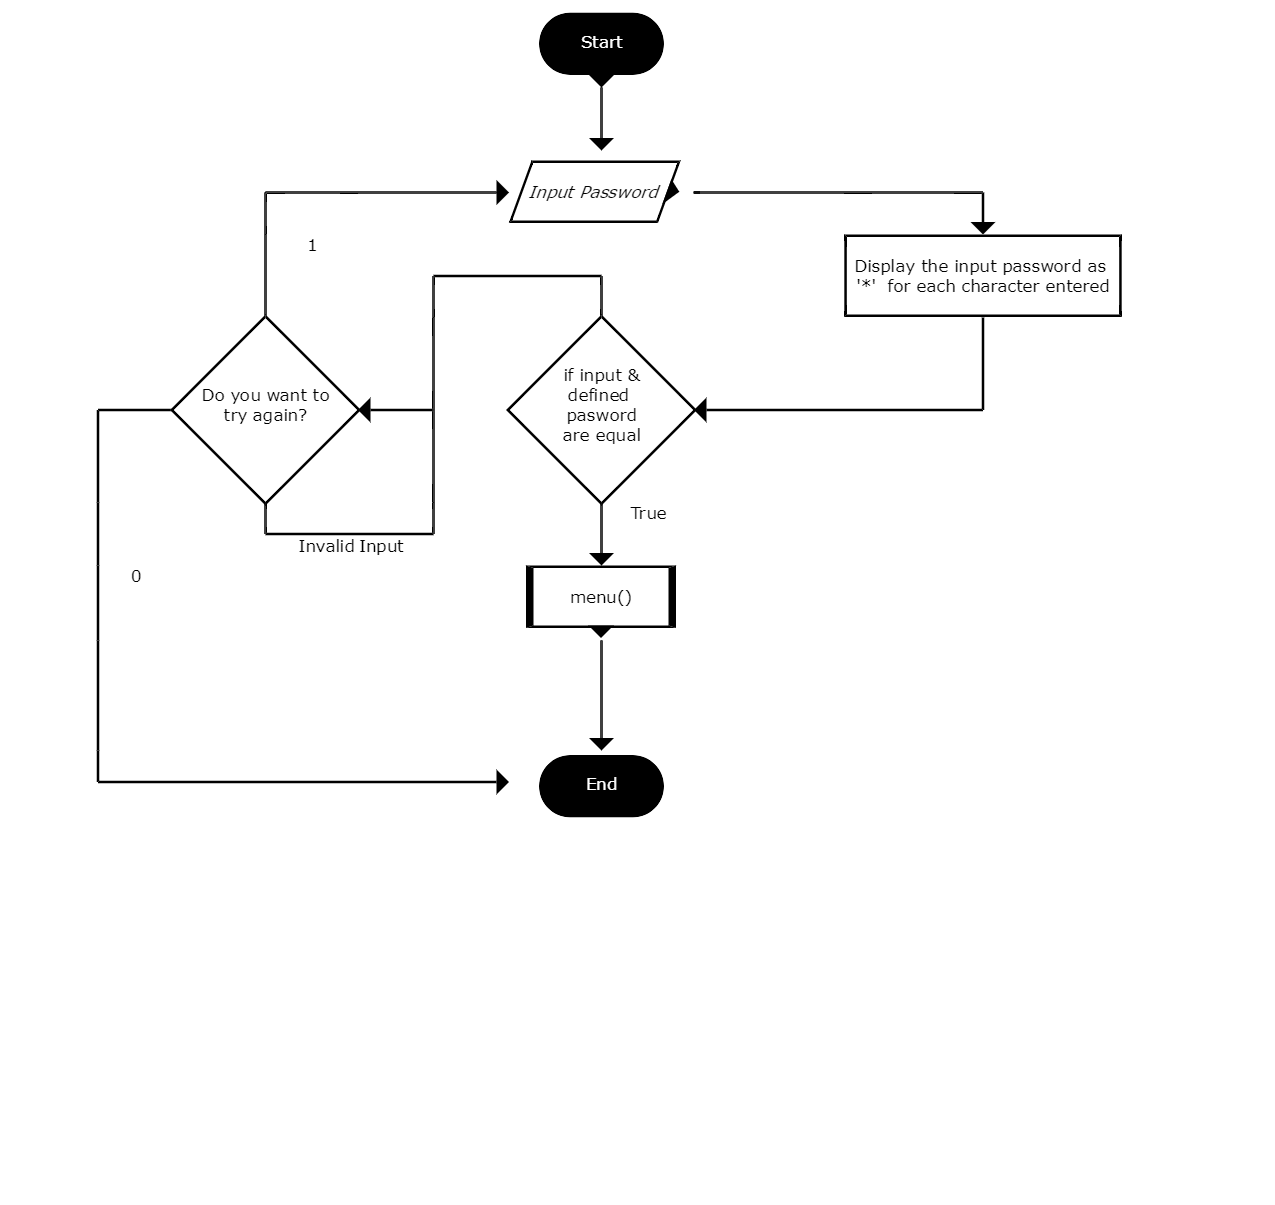 Start
Input Password
1
Display the input password as
'*'  for each character entered
Do you want to
try again?
if input &
defined
pasword
are equal
True
Invalid Input
0
menu()
End